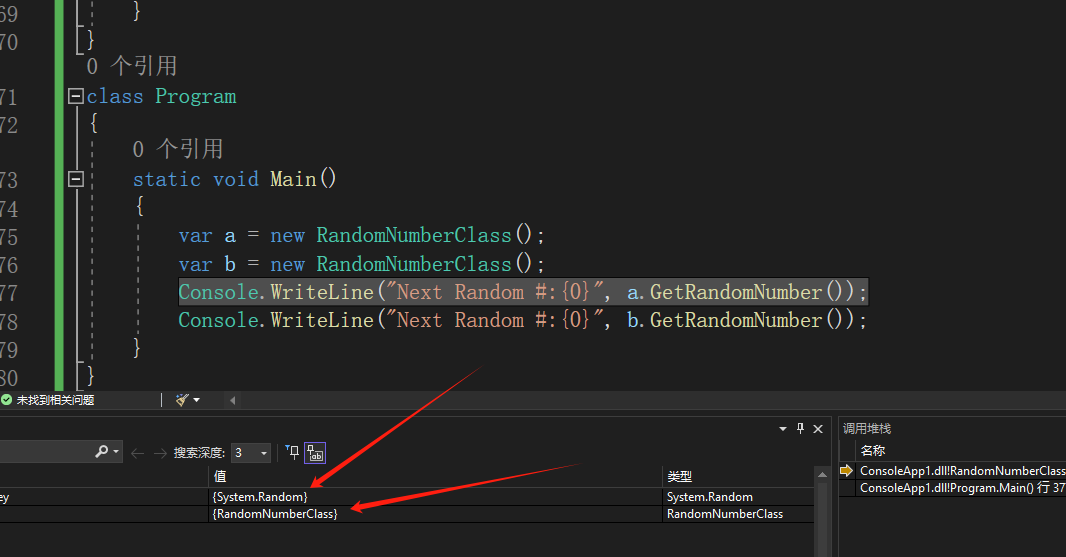 69 }
70 }
0 个引用
71 class Program
72 {
0 个引用
73 static void Main()
74 {
75 var a = new RandomNumberClass();
76 var b = new RandomNumberClass();
77 Console.WriteLine("Next Random #:{0}", a.GetRandomNumber());
78 Console.WriteLine("Next Random #:{0}", b.GetRandomNumber());
79 }
80 }
未找到相关问题
搜索深度: 3
调用堆栈
值 类型
名称
ey {System.Random} System.Random
{RandomNumberClass} RandomNumberClass
ConsoleApp1.dll!RandomNumberClass
ConsoleApp1.dll!Program.Main() 行 37